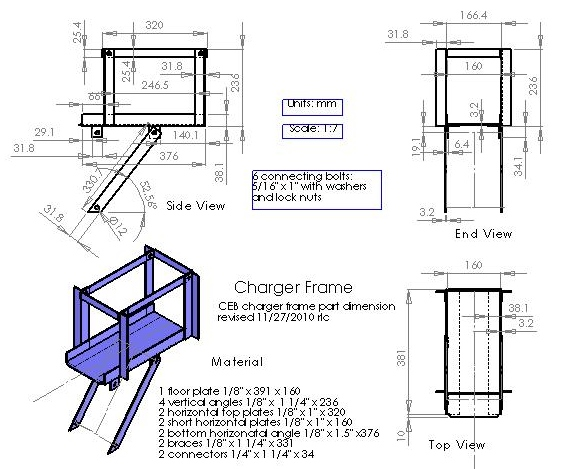 320
25.4
25.4
31.8
246.5
236
66
29.1
31.8
140.1
376
38.1
330.7
52.56°
31.8
Ø12
Side View
Units: mm
Scale: 1:7
6 connecting bolts:
5/16" x 1" with washers
and lock nuts
166.4
31.8
160
236
3.2
19.1
6.4
34.1
3.2
End View
Charger Frame
CEB charger frame part dimension
revised 11/27/2010 rlc
Material
1 floor plate 1/8" x 391 x 160
4 vertical angles 1/8" x 1 1/4" x 236
2 horizontal top plates 1/8" x 1" x 320
2 short horizontal plates 1/8" x 1" x 160
2 bottom horizonatal angle 1/8" x 1.5" x376
2 braces 1/8" x 1 1/4" x 331
2 connectors 1/4" x 1 1/4" x 34
160
38.1
3.2
381
10
Top View